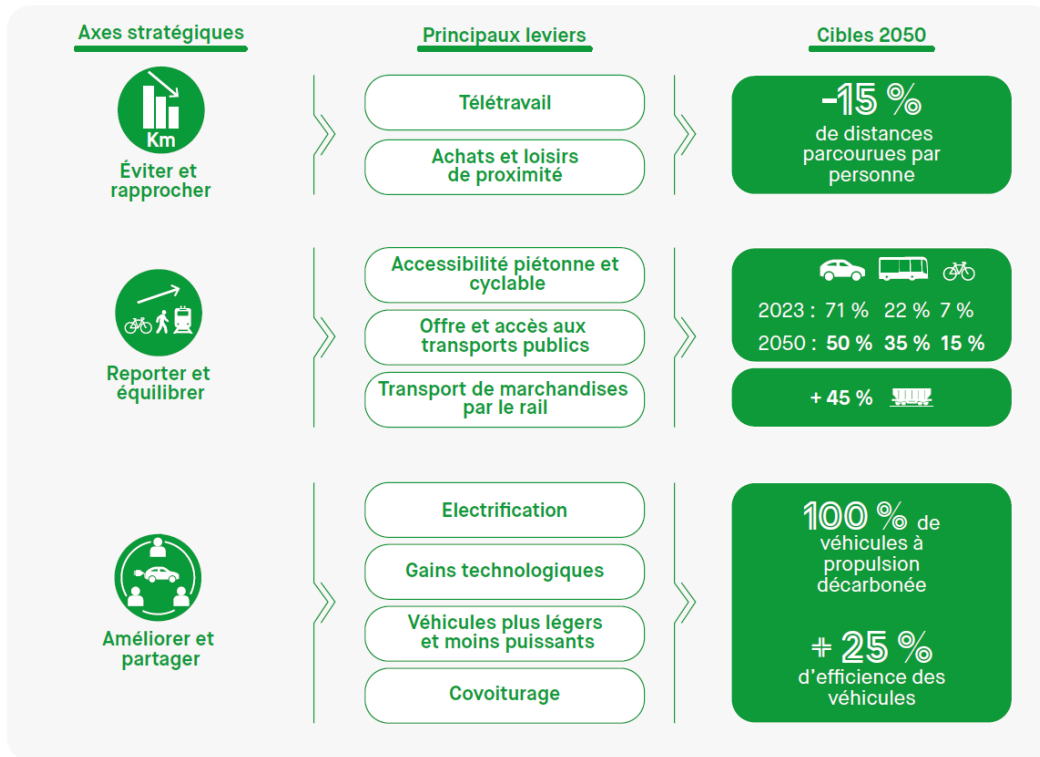 Axes stratégiques
Principaux leviers
Cibles 2050
Km
Éviter et
rapprocher
Télétravail
Achats et loisirs
de proximité
-15 %
de distances
parcourues par
personne
Reporter et
équilibrer
Accessibilité piétonne et
cyclable
Offre et accès aux
transports publics
Transport de marchandises
par le rail
2023 : 71 % 22 % 7 %
2050 : 50 % 35 % 15 %
+ 45 %
Améliorer et
partager
Electrification
Gains technologiques
Véhicules plus légers
et moins puissants
Covoiturage
100 % de
véhicules à
propulsion
décarbonée
+ 25 %
d'efficience des
véhicules